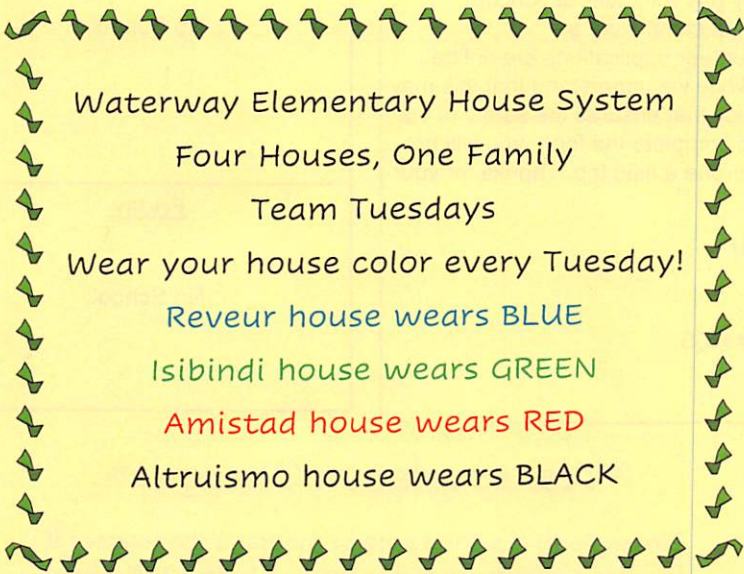 Waterway Elementary House System
Four Houses, One Family
Team Tuesdays
Wear your house color every Tuesday!
Reveur house wears BLUE
Isibindi house wears GREEN
Amistad house wears RED
Altruismo house wears BLACK